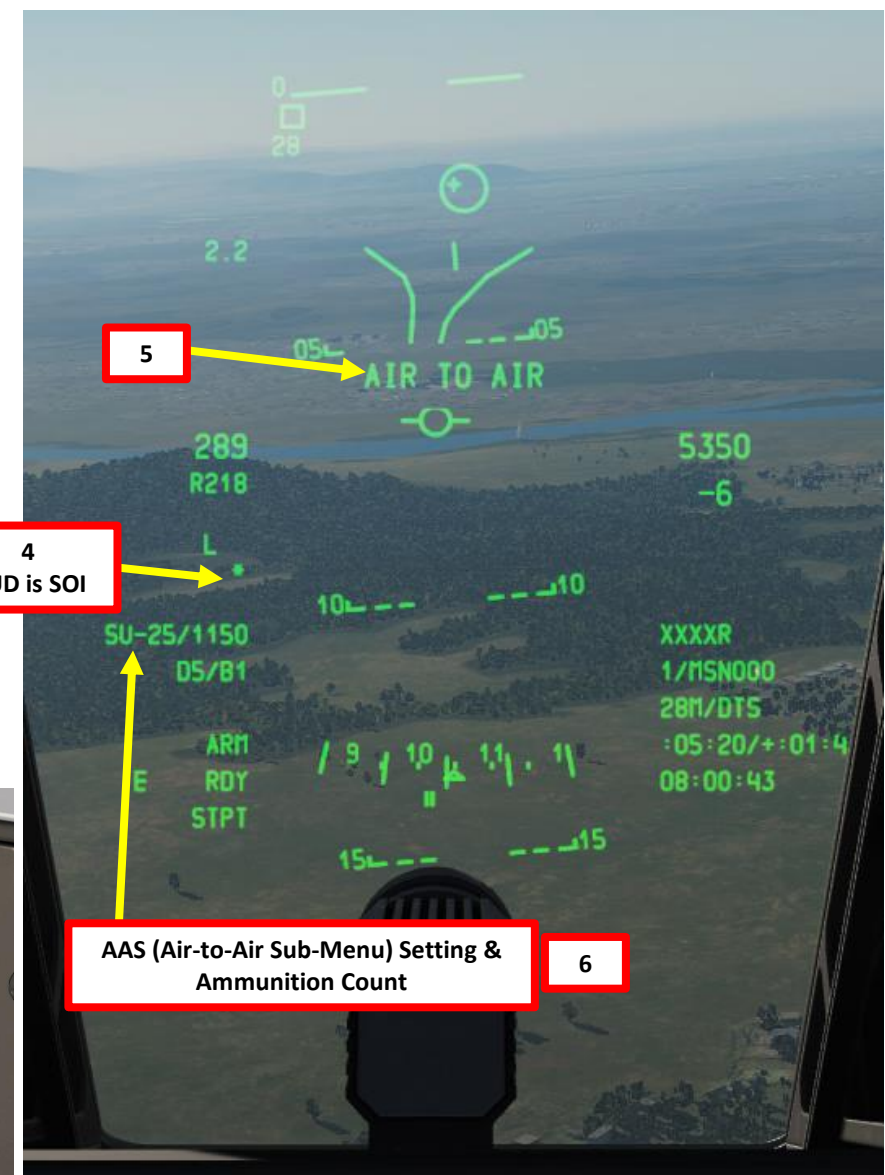 0
28
2.2
05 05
5
AIR TO AIR
289 5350
R218 -6
L
4
UD is SOI
*
10 10
SU-25/1150 XXXXR
D5/B1 1/MSN000
28M/DTS
ARM 9 10 11 1 :05:20/+:01:4
E RDY 08:00:43
STPT
15 15
AAS (Air-to-Air Sub-Menu) Setting &
Ammunition Count
6